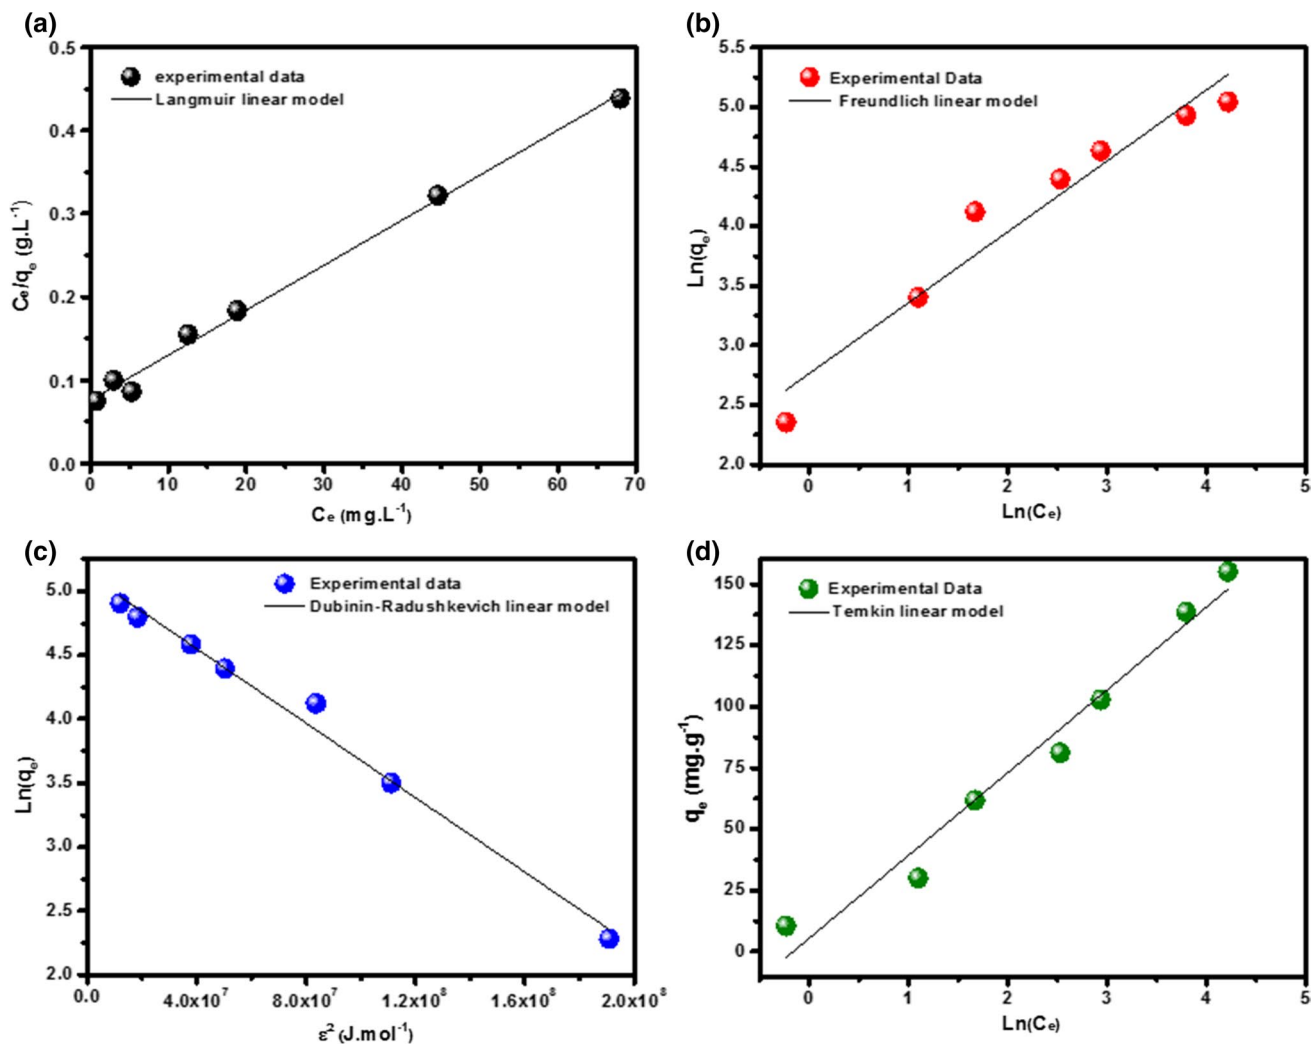 (a)
0.5
0.4
0.3
0.2
0.1
0.0
Ce/qe (g.L-1)
experimental data
Langmuir linear model
0 10 20 30 40 50 60 70
Ce (mg.L-1)
(b)
5.5
5.0
4.5
4.0
3.5
3.0
2.5
2.0
Ln(qe)
Experimental Data
Freundlich linear model
0 1 2 3 4 5
Ln(Ce)
(c)
5.0
4.5
4.0
3.5
3.0
2.5
2.0
Ln(qe)
Experimental data
Dubinin-Radushkevich linear model
0.0 4.0x10⁷ 8.0x10⁷ 1.2x10⁸ 1.6x10⁸ 2.0x10⁸
ε² (J.mol-1)
(d)
150
125
100
75
50
25
0
qe (mg.g-1)
Experimental Data
Temkin linear model
0 1 2 3 4 5
Ln(Ce)